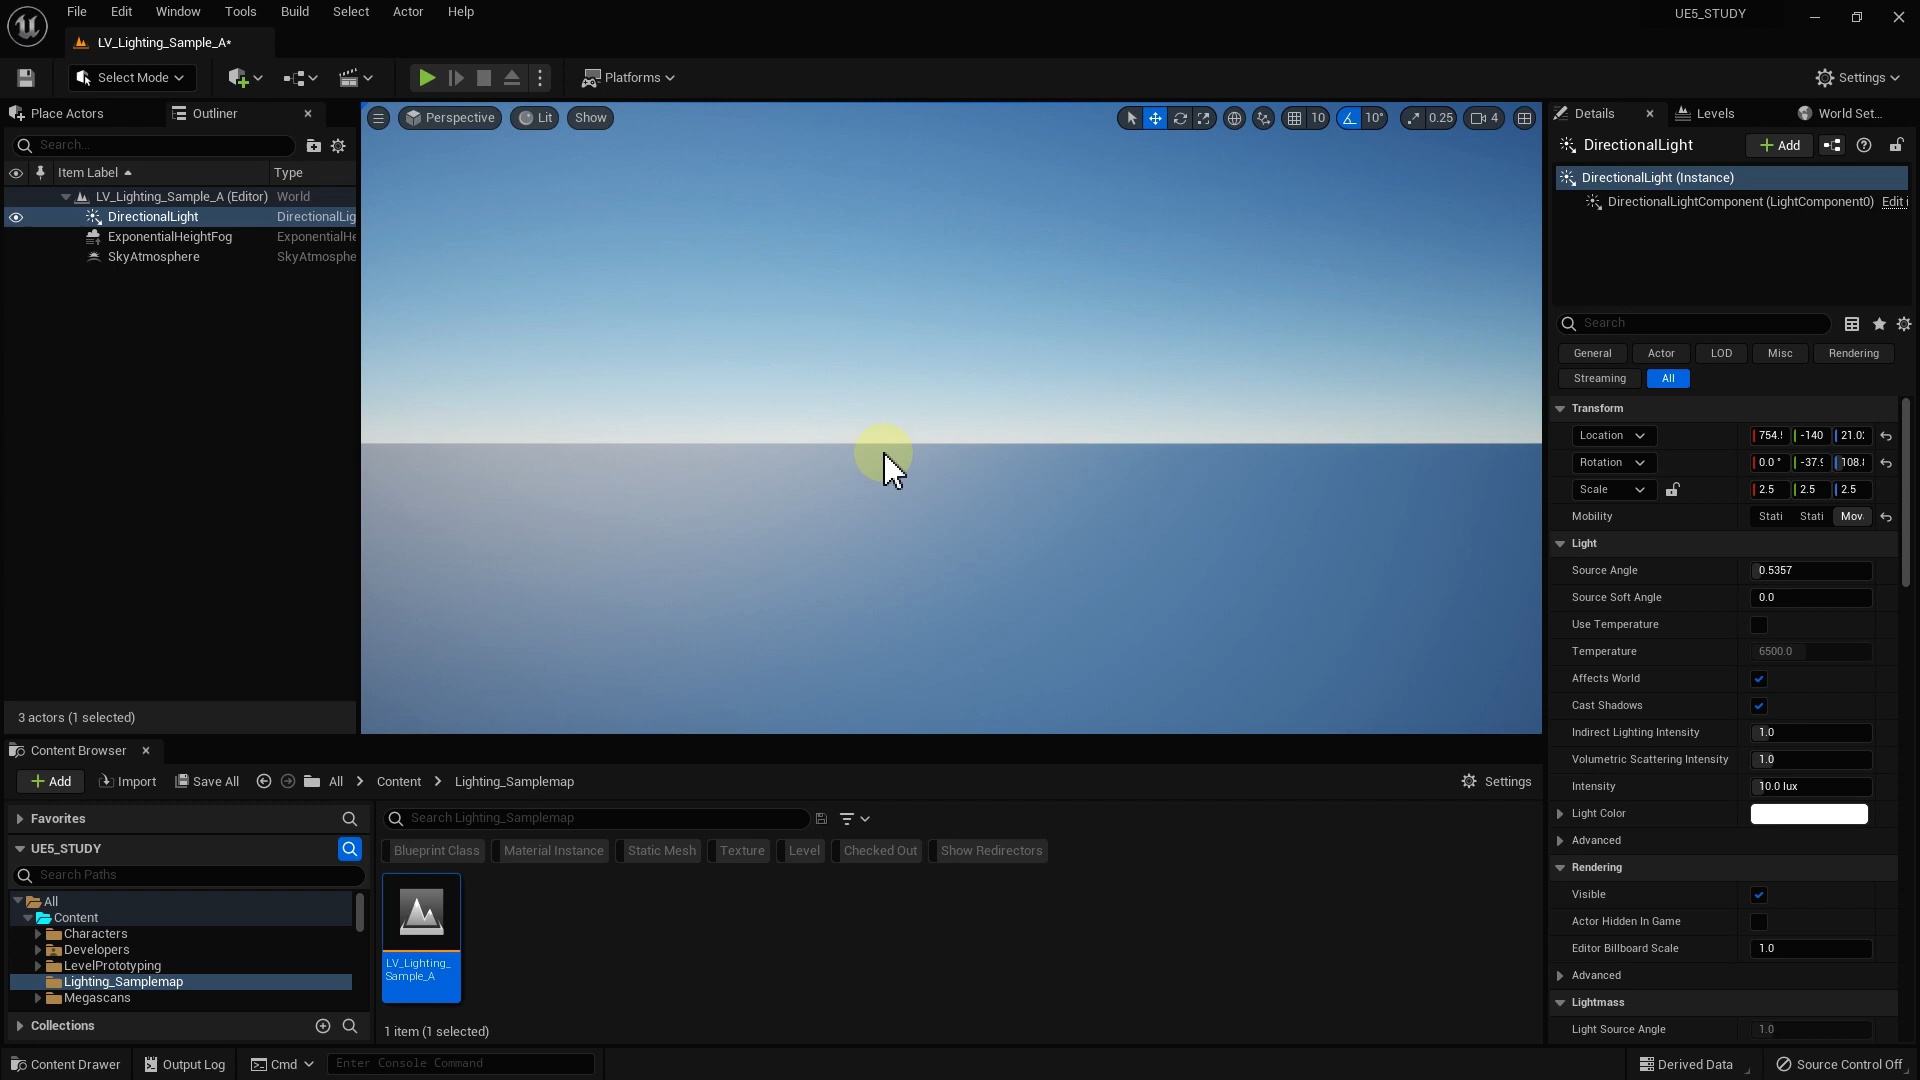 File Edit Window Tools Build Select Actor Help
UE5_STUDY
LV_Lighting_Sample_A*
Select Mode
Platforms
Settings
Place Actors
Outliner
Search...
Item Label
Type
LV_Lighting_Sample_A (Editor) World
DirectionalLight DirectionalLig
ExponentialHeightFog ExponentialHe
SkyAtmosphere SkyAtmosphe
3 actors (1 selected)
Perspective
Lit
Show
10
10°
0.25
4
Details
Levels
World Set...
DirectionalLight
Add
DirectionalLight (Instance)
DirectionalLightComponent (LightComponent0) Edit i
Search
General Actor LOD Misc Rendering
Streaming All
Transform
Location 754. -140 21.0
Rotation 0.0 ° -37.9 108.
Scale 2.5 2.5 2.5
Mobility Stati Stati Mov
Light
Source Angle 0.5357
Source Soft Angle 0.0
Use Temperature
Temperature 6500.0
Affects World
Cast Shadows
Indirect Lighting Intensity 1.0
Volumetric Scattering Intensity 1.0
Intensity 10.0 lux
Light Color
Advanced
Rendering
Visible
Actor Hidden In Game
Editor Billboard Scale 1.0
Advanced
Lightmass
Light Source Angle 1.0
Content Browser
Add Import Save All All Content Lighting_Samplemap
Settings
Favorites
UE5_STUDY
Search Paths
All
Content
Characters
Developers
LevelPrototyping
Lighting_Samplemap
Megascans
Collections
Search Lighting_Samplemap
Blueprint Class Material Instance Static Mesh Texture Level Checked Out Show Redirectors
LV_Lighting_
Sample_A
1 item (1 selected)
Content Drawer Output Log Cmd Enter Console Command
Derived Data Source Control Off